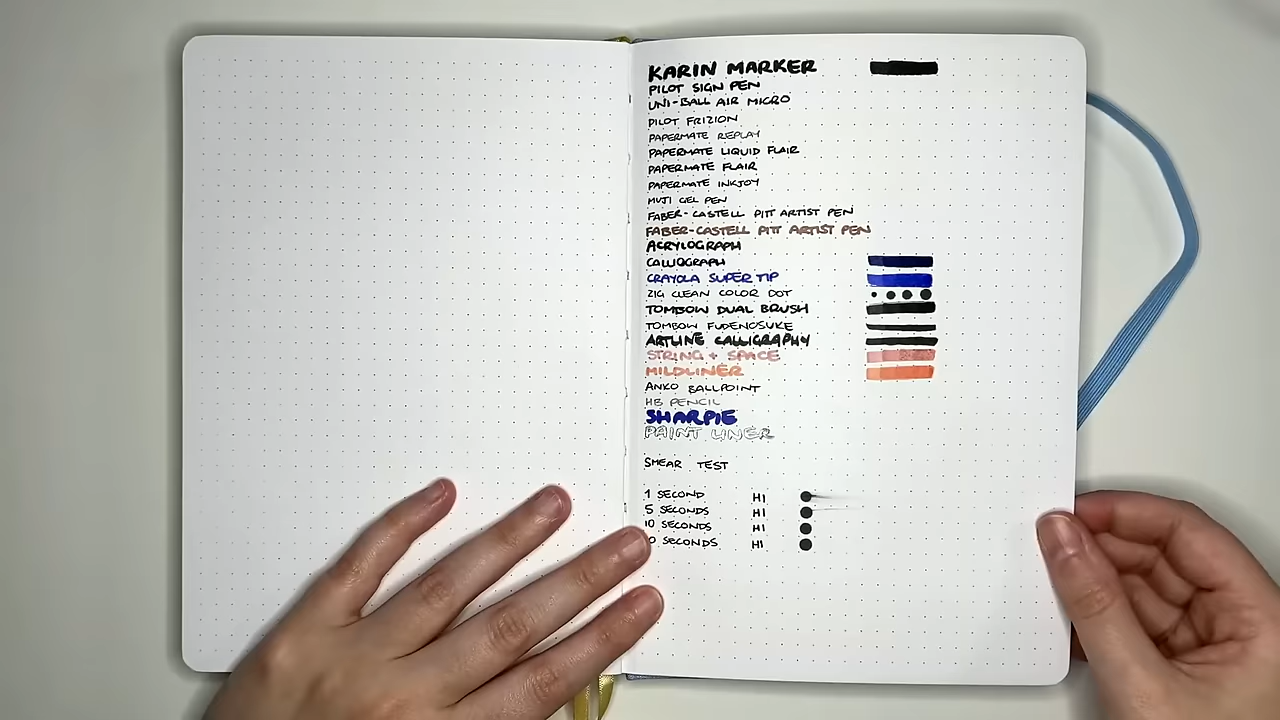 KARIN MARKER
PILOT SIGN PEN
UNI-BALL AIR MICRO
PILOT FRIZION
PAPERMATE REPLAY
PAPERMATE LIQUID FLAIR
PAPERMATE FLAIR
PAPERMATE INKJOY
MUJI GEL PEN
FABER-CASTELL PITT ARTIST PEN
FABER-CASTELL PITT ARTIST PEN
ACRYLOGRAPH
CALLIOGRAPH
CRAYOLA SUPER TIP
ZIG CLEAN COLOR DOT
TOMBOW DUAL BRUSH
TOMBOW FUDENOSUKE
ARTLINE CALLIGRAPHY
STRING + SPACE
MILDLINER
ANKO BALLPOINT
HB PENCIL
SHARPIE
PAINT LINER
SMEAR TEST
1 SECOND HI
5 SECONDS HI
10 SECONDS HI
0 SECONDS HI